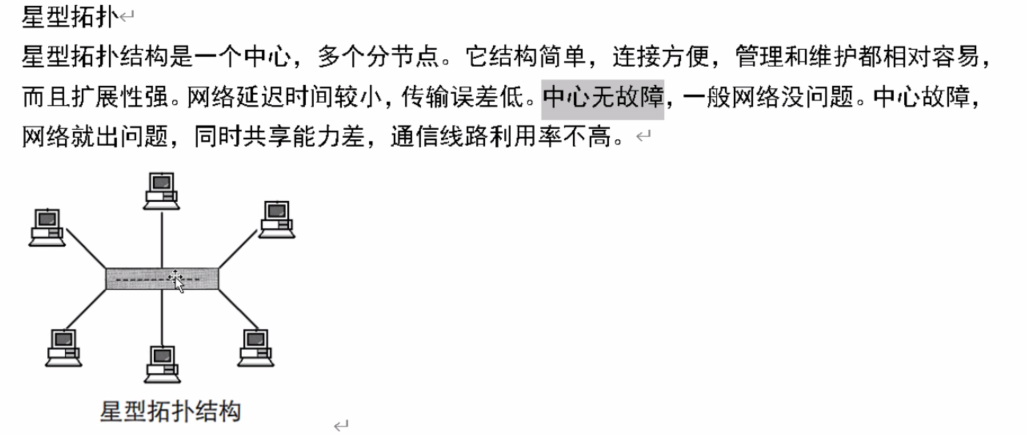 星型拓扑
星型拓扑结构是一个中心，多个分节点。它结构简单，连接方便，管理和维护都相对容易，
而且扩展性强。网络延迟时间较小，传输误差低。中心无故障，一般网络没问题。中心故障，
网络就出问题，同时共享能力差，通信线路利用率不高。
星型拓扑结构